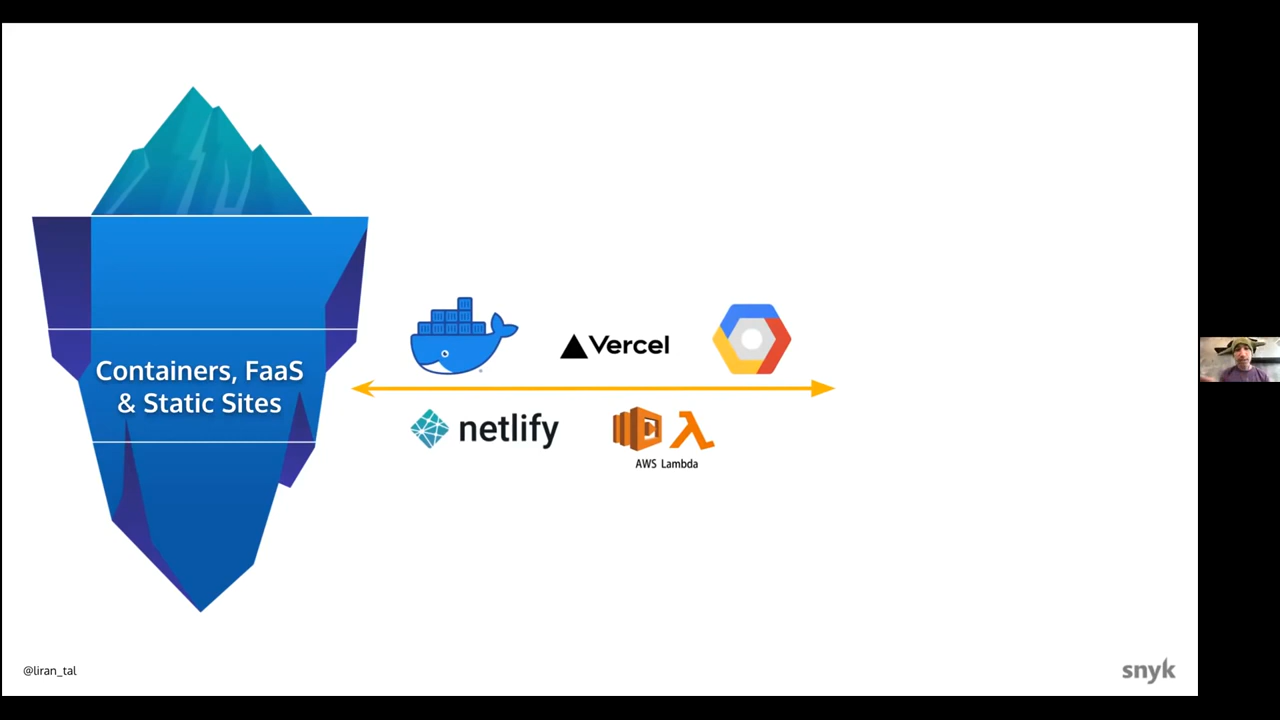 Containers, FaaS
& Static Sites
Vercel
netlify
AWS Lambda
@liran_tal
snyk